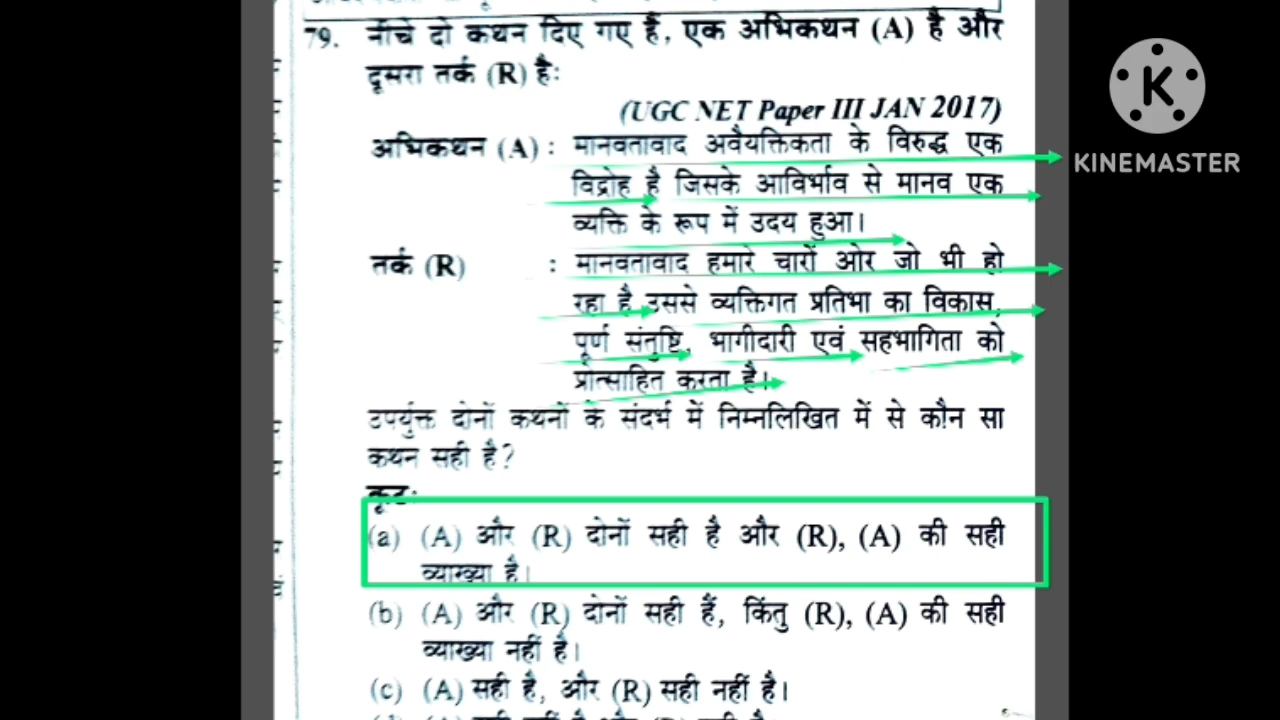 79. नीचे दो कथन दिए गए हैं, एक अभिकथन (A) है और
दूसरा तर्क (R) है:
(UGC NET Paper III JAN 2017)
अभिकथन (A) : मानवतावाद अवैयक्तिकता के विरुद्ध एक
विद्रोह है जिसके आविर्भाव से मानव एक
व्यक्ति के रूप में उदय हुआ।
तर्क (R) : मानवतावाद हमारे चारों ओर जो भी हो
रहा है उससे व्यक्तिगत प्रतिभा का विकास,
पूर्ण संतुष्टि, भागीदारी एवं सहभागिता को
प्रोत्साहित करता है।
उपर्युक्त दोनों कथनों के संदर्भ में निम्नलिखित में से कौन सा
कथन सही है?
कूट:
(a) (A) और (R) दोनों सही है और (R), (A) की सही
व्याख्या है।
(b) (A) और (R) दोनों सही हैं, किंतु (R), (A) की सही
व्याख्या नहीं है।
(c) (A) सही है, और (R) सही नहीं है।
K
KINEMASTER